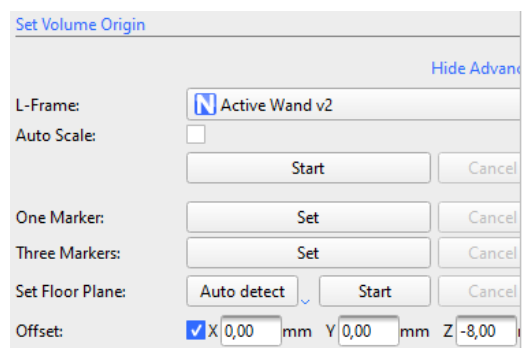 Set Volume Origin
Hide Advan
L-Frame: N Active Wand v2
Auto Scale:
Start Cancel
One Marker: Set Cancel
Three Markers: Set Cancel
Set Floor Plane: Auto detect Start Cancel
Offset: X 0,00 mm Y 0,00 mm Z -8,00